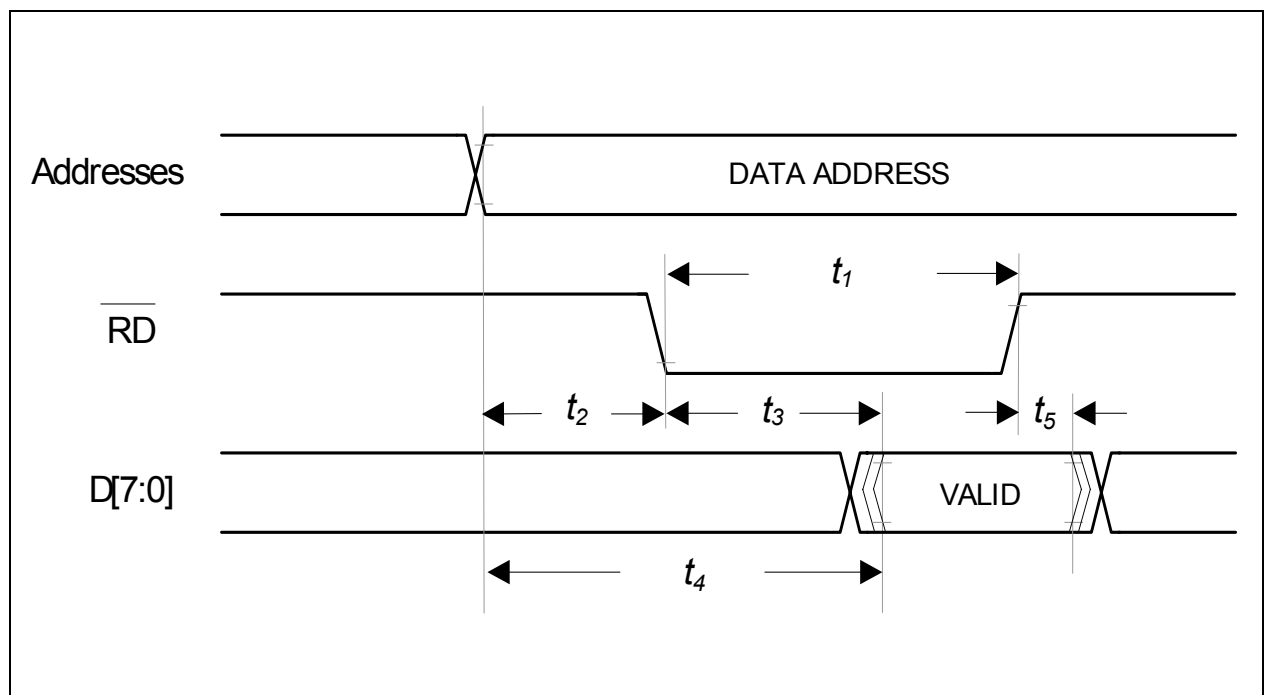 Addresses
DATA ADDRESS
t1
RD
t2
t3
t5
D[7:0]
VALID
t4